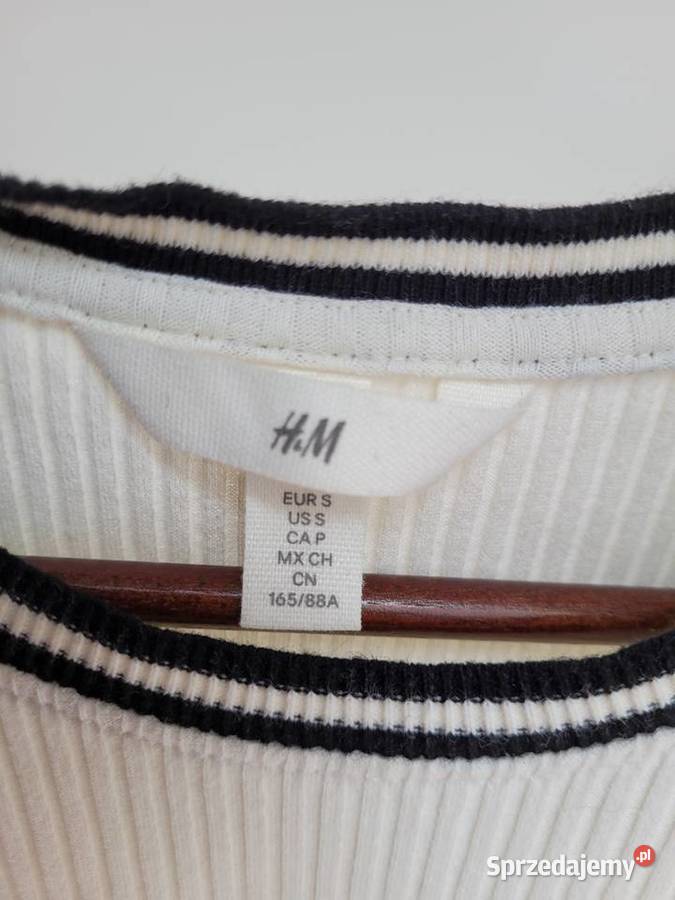 H&M
EUR S
US S
CA P
MX CH
CN
165/88A
Sprzedajemy.pl